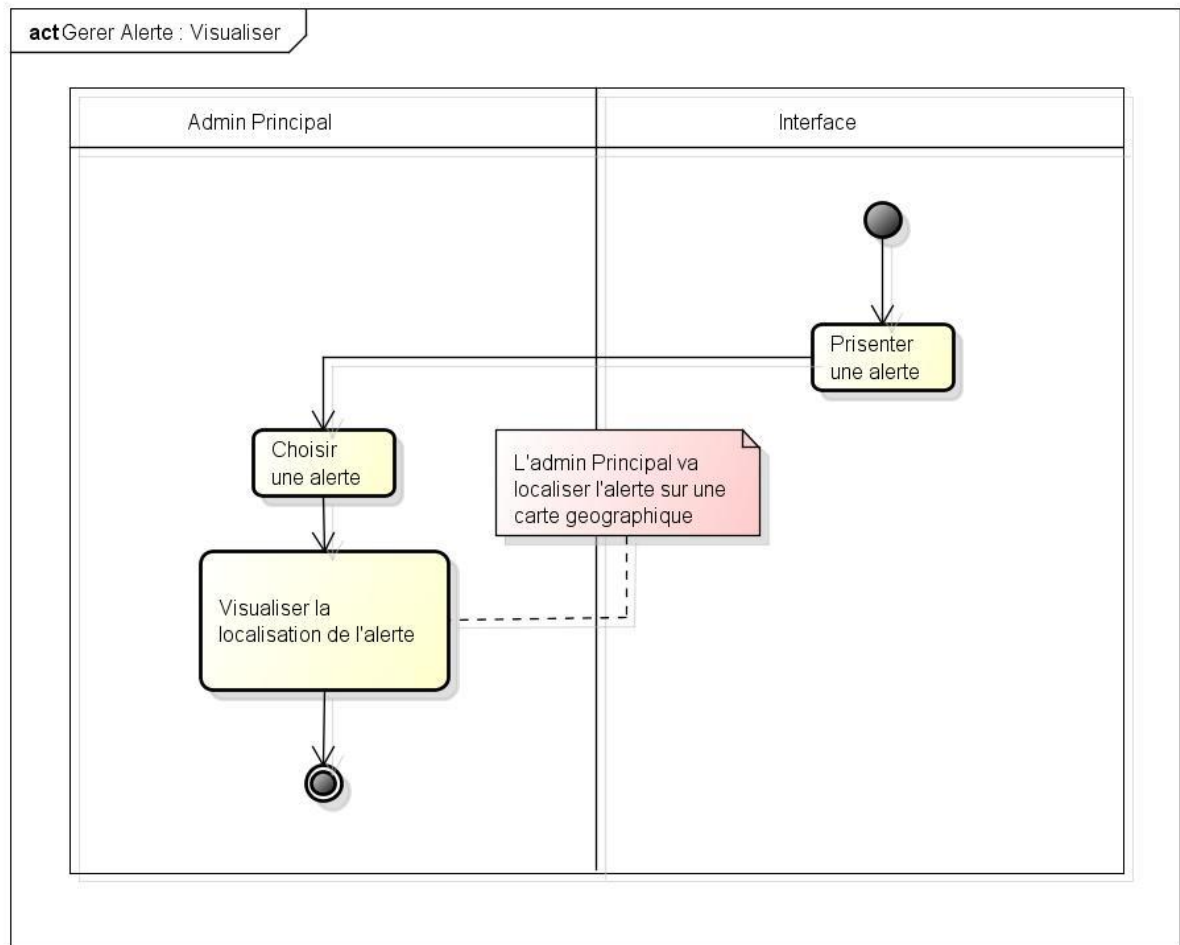 act Gerer Alerte : Visualiser
Admin Principal
Interface
Prisenter
une alerte
Choisir
une alerte
L'admin Principal va
localiser l'alerte sur une
carte geographique
Visualiser la
localisation de l'alerte